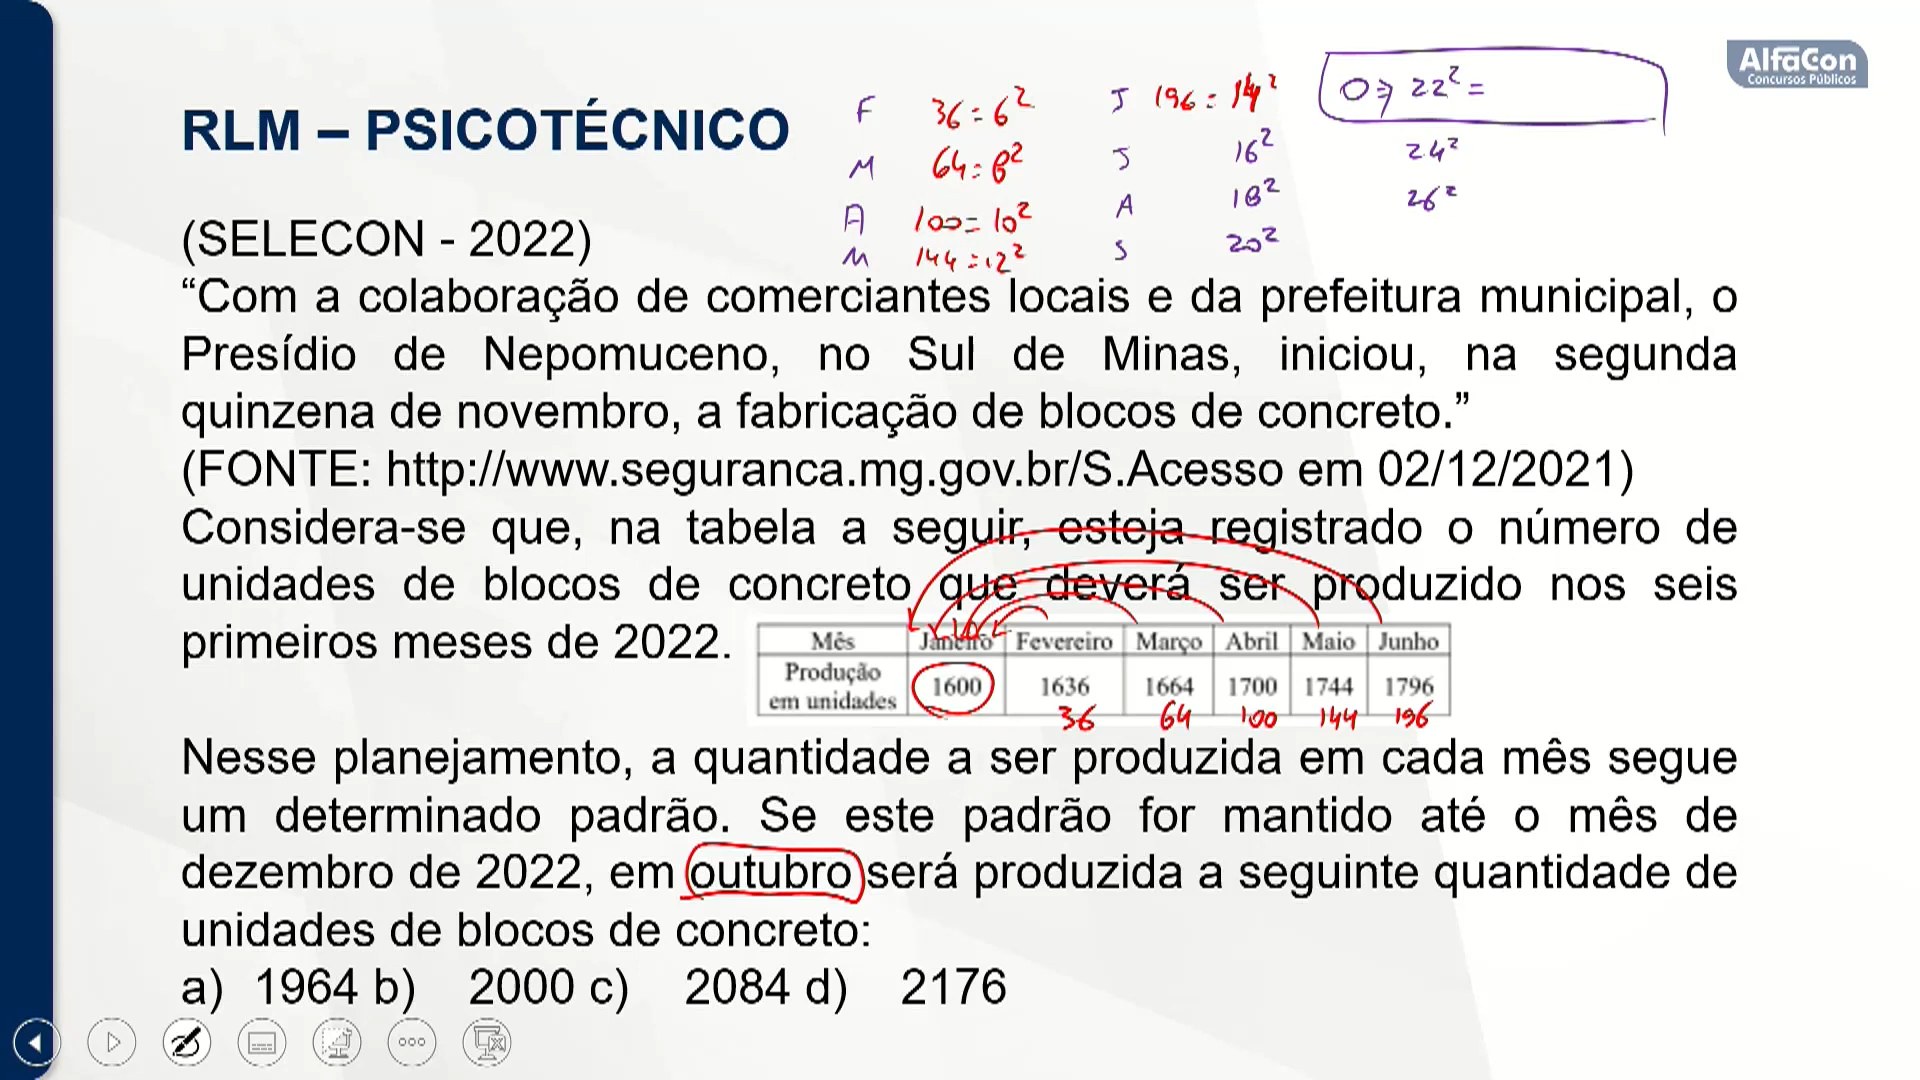 AlfaCon
Concursos Públicos
RLM – PSICOTÉCNICO
F 36 = 6²
M 64 = 8²
A 100 = 10²
M 144 = 12²
J 196 = 14²
J 16²
A 18²
S 20²
O ⇒ 22² =
24²
26²
(SELECON - 2022)
“Com a colaboração de comerciantes locais e da prefeitura municipal, o
Presídio de Nepomuceno, no Sul de Minas, iniciou, na segunda
quinzena de novembro, a fabricação de blocos de concreto.”
(FONTE: http://www.seguranca.mg.gov.br/S.Acesso em 02/12/2021)
Considera-se que, na tabela a seguir, esteja registrado o número de
unidades de blocos de concreto que deverá ser produzido nos seis
primeiros meses de 2022.
Mês Janeiro Fevereiro Março Abril Maio Junho
Produção
em unidades 1600 1636 1664 1700 1744 1796
36 64 100 144 196
Nesse planejamento, a quantidade a ser produzida em cada mês segue
um determinado padrão. Se este padrão for mantido até o mês de
dezembro de 2022, em outubro será produzida a seguinte quantidade de
unidades de blocos de concreto:
a) 1964 b) 2000 c) 2084 d) 2176